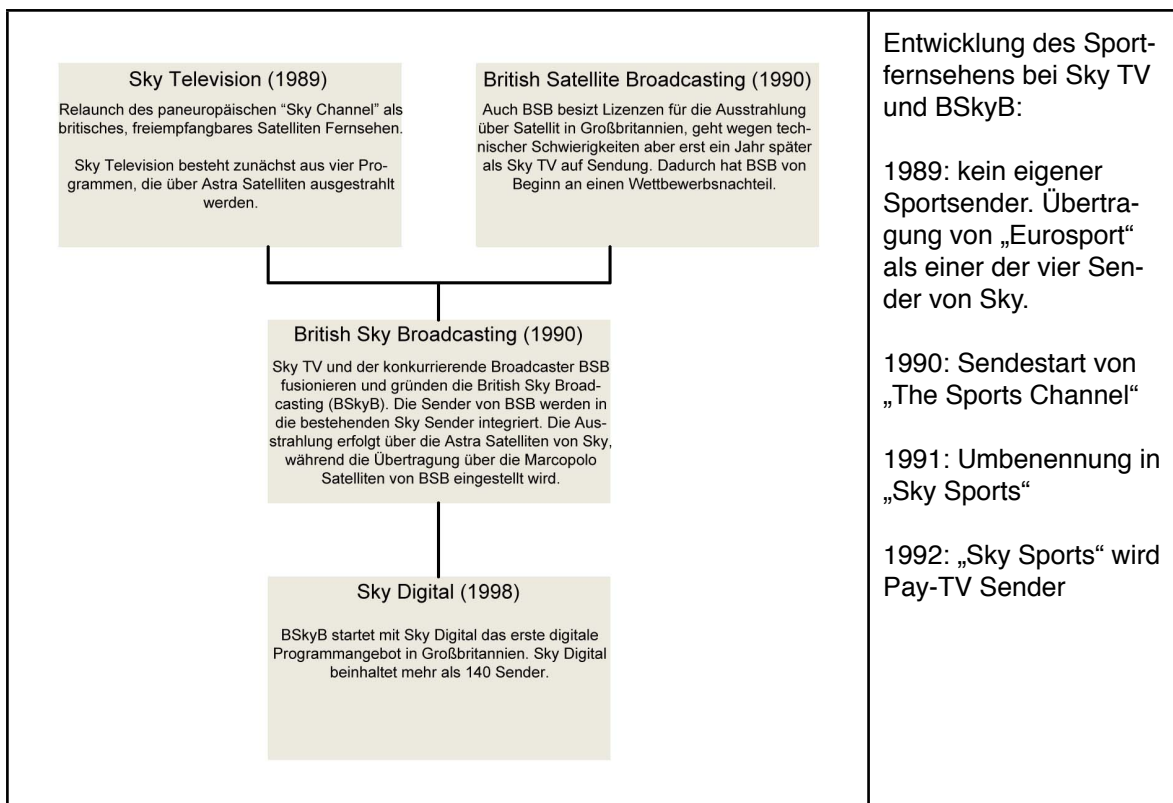 Sky Television (1989)
Relaunch des paneuropäischen “Sky Channel” als
britisches, freiempfangbares Satelliten Fernsehen.
Sky Television besteht zunächst aus vier Pro-
grammen, die über Astra Satelliten ausgestrahlt
werden.
British Satellite Broadcasting (1990)
Auch BSB besizt Lizenzen für die Ausstrahlung
über Satellit in Großbritannien, geht wegen tech-
nischer Schwierigkeiten aber erst ein Jahr später
als Sky TV auf Sendung. Dadurch hat BSB von
Beginn an einen Wettbewerbsnachteil.
British Sky Broadcasting (1990)
Sky TV und der konkurrierende Broadcaster BSB
fusionieren und gründen die British Sky Broad-
casting (BSkyB). Die Sender von BSB werden in
die bestehenden Sky Sender integriert. Die Aus-
strahlung erfolgt über die Astra Satelliten von Sky,
während die Übertragung über die Marcopolo
Satelliten von BSB eingestellt wird.
Sky Digital (1998)
BSkyB startet mit Sky Digital das erste digitale
Programmangebot in Großbritannien. Sky Digital
beinhaltet mehr als 140 Sender.
Entwicklung des Sport-
fernsehens bei Sky TV
und BSkyB:
1989: kein eigener
Sportsender. Übertra-
gung von „Eurosport“
als einer der vier Sen-
der von Sky.
1990: Sendestart von
„The Sports Channel“
1991: Umbenennung in
„Sky Sports“
1992: „Sky Sports“ wird
Pay-TV Sender